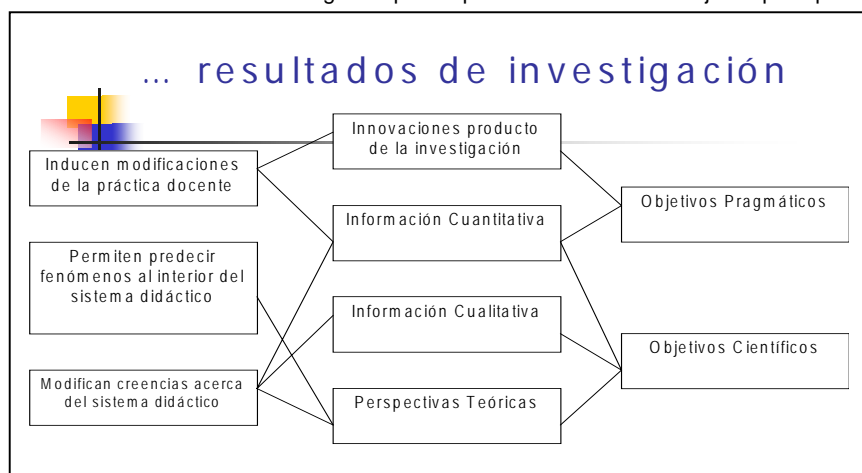 ... resultados de investigación
Inducen modificaciones
de la práctica docente
Permiten predecir
fenómenos al interior del
sistema didáctico
Modifican creencias acerca
del sistema didáctico
Innovaciones producto
de la investigación
Información Cuantitativa
Información Cualitativa
Perspectivas Teóricas
Objetivos Pragmáticos
Objetivos Científicos